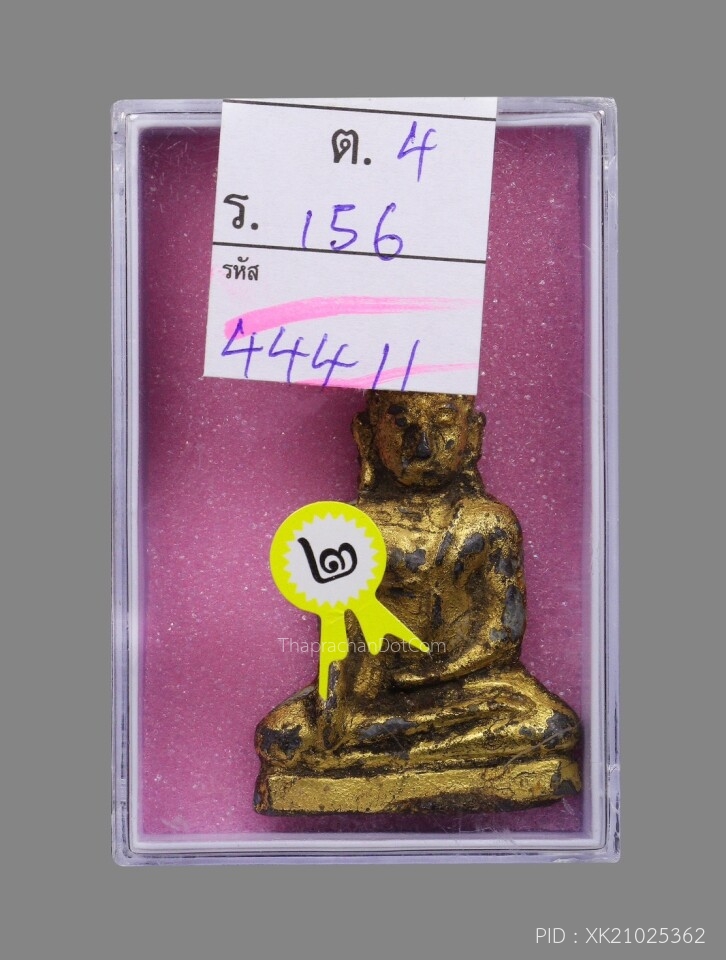 ต. 4
ร. 156
รหัส
44411
๒
ThaprachanDotCom
PID : XK21025362